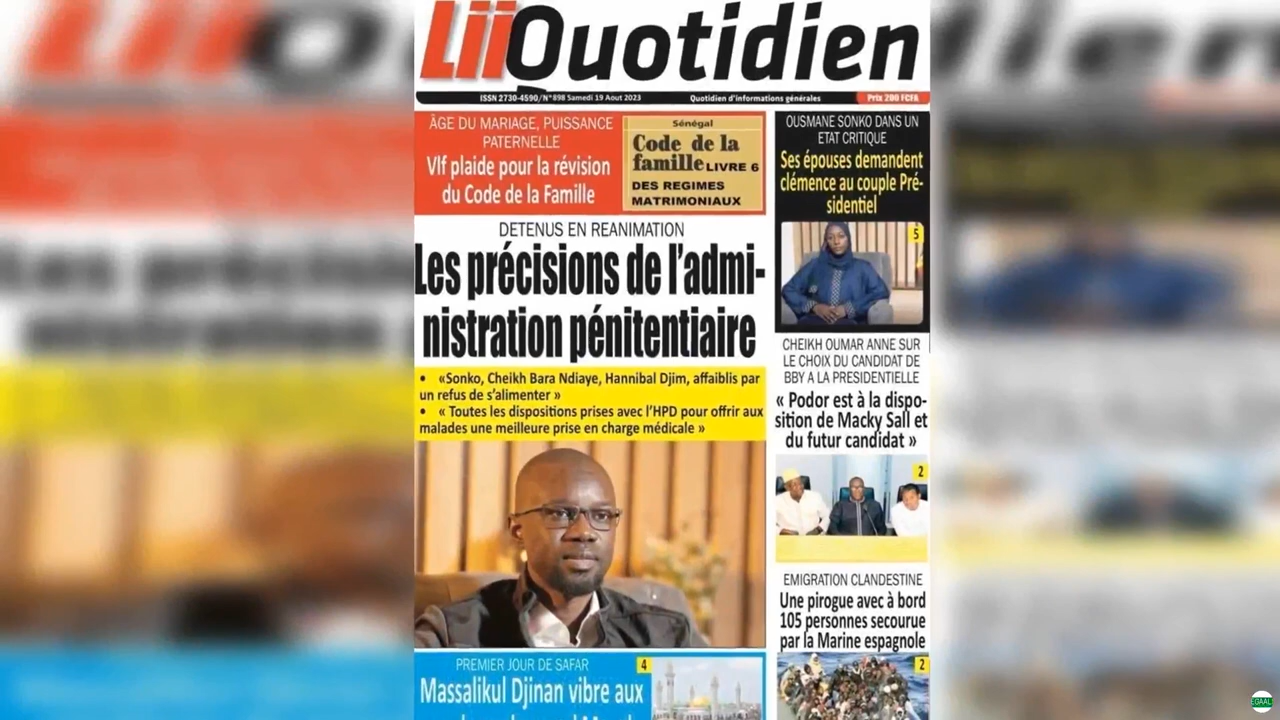 LiiQuotidien
ISSN 2730-4590/N°898 Samedi 19 Aout 2023
Quotidien d'informations générales
Prix 200 FCFA
ÂGE DU MARIAGE, PUISSANCE
PATERNELLE
Vlf plaide pour la révision
du Code de la Famille
Sénégal
Code de la
famille LIVRE 6
DES REGIMES
MATRIMONIAUX
DETENUS EN REANIMATION
Les précisions de l'admi-
nistration pénitentiaire
• «Sonko, Cheikh Bara Ndiaye, Hannibal Djim, affaiblis par
un refus de s'alimenter »
• « Toutes les dispositions prises avec l'HPD pour offrir aux
malades une meilleure prise en charge médicale »
PREMIER JOUR DE SAFAR
4
Massalikul Djinan vibre aux
OUSMANE SONKO DANS UN
ETAT CRITIQUE
Ses épouses demandent
clémence au couple Pré-
sidentiel
5
CHEIKH OUMAR ANNE SUR
LE CHOIX DU CANDIDAT DE
BBY A LA PRESIDENTIELLE
« Podor est à la dispo-
sition de Macky Sall et
du futur candidat »
2
EMIGRATION CLANDESTINE
Une pirogue avec à bord
105 personnes secourue
par la Marine espagnole
2
EGAAL